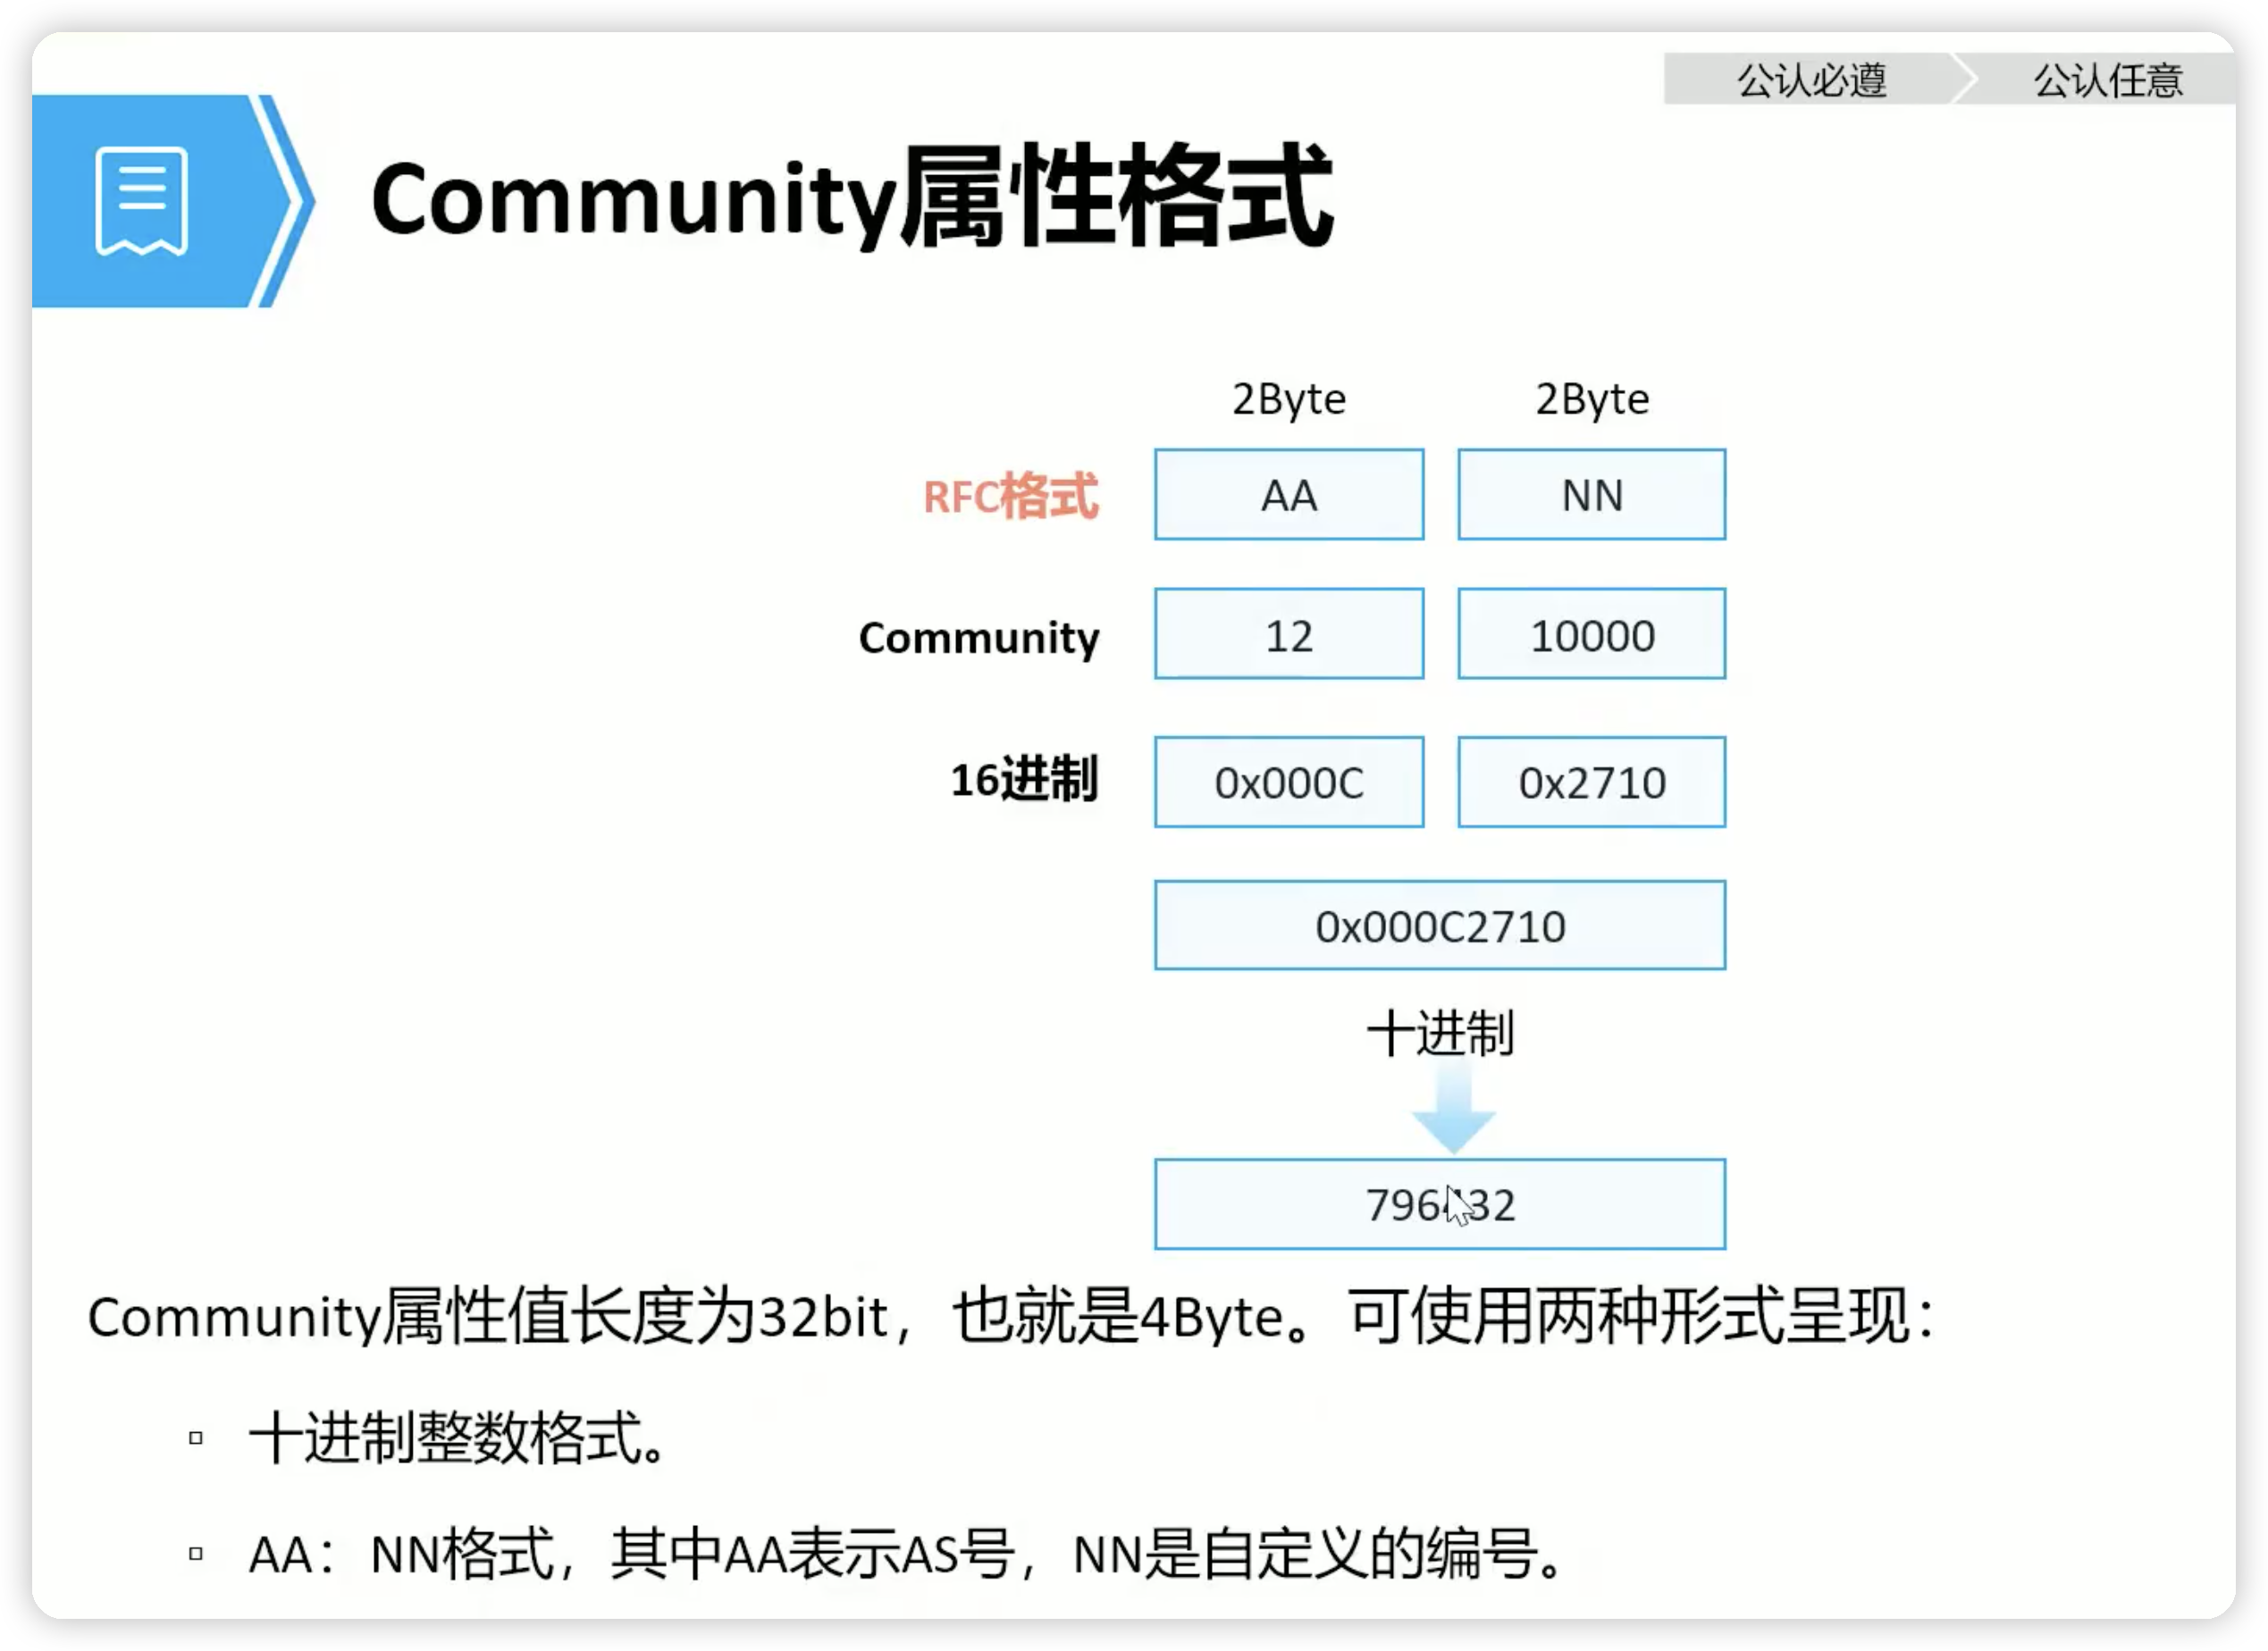 公认必遵 公认任意
Community属性格式
2Byte 2Byte
RFC格式 AA NN
Community 12 10000
16进制 0x000C 0x2710
0x000C2710
十进制
Community属性值长度为32bit，也就是4Byte。可使用两种形式呈现：
十进制整数格式。
AA：NN格式，其中AA表示AS号，NN是自定义的编号。